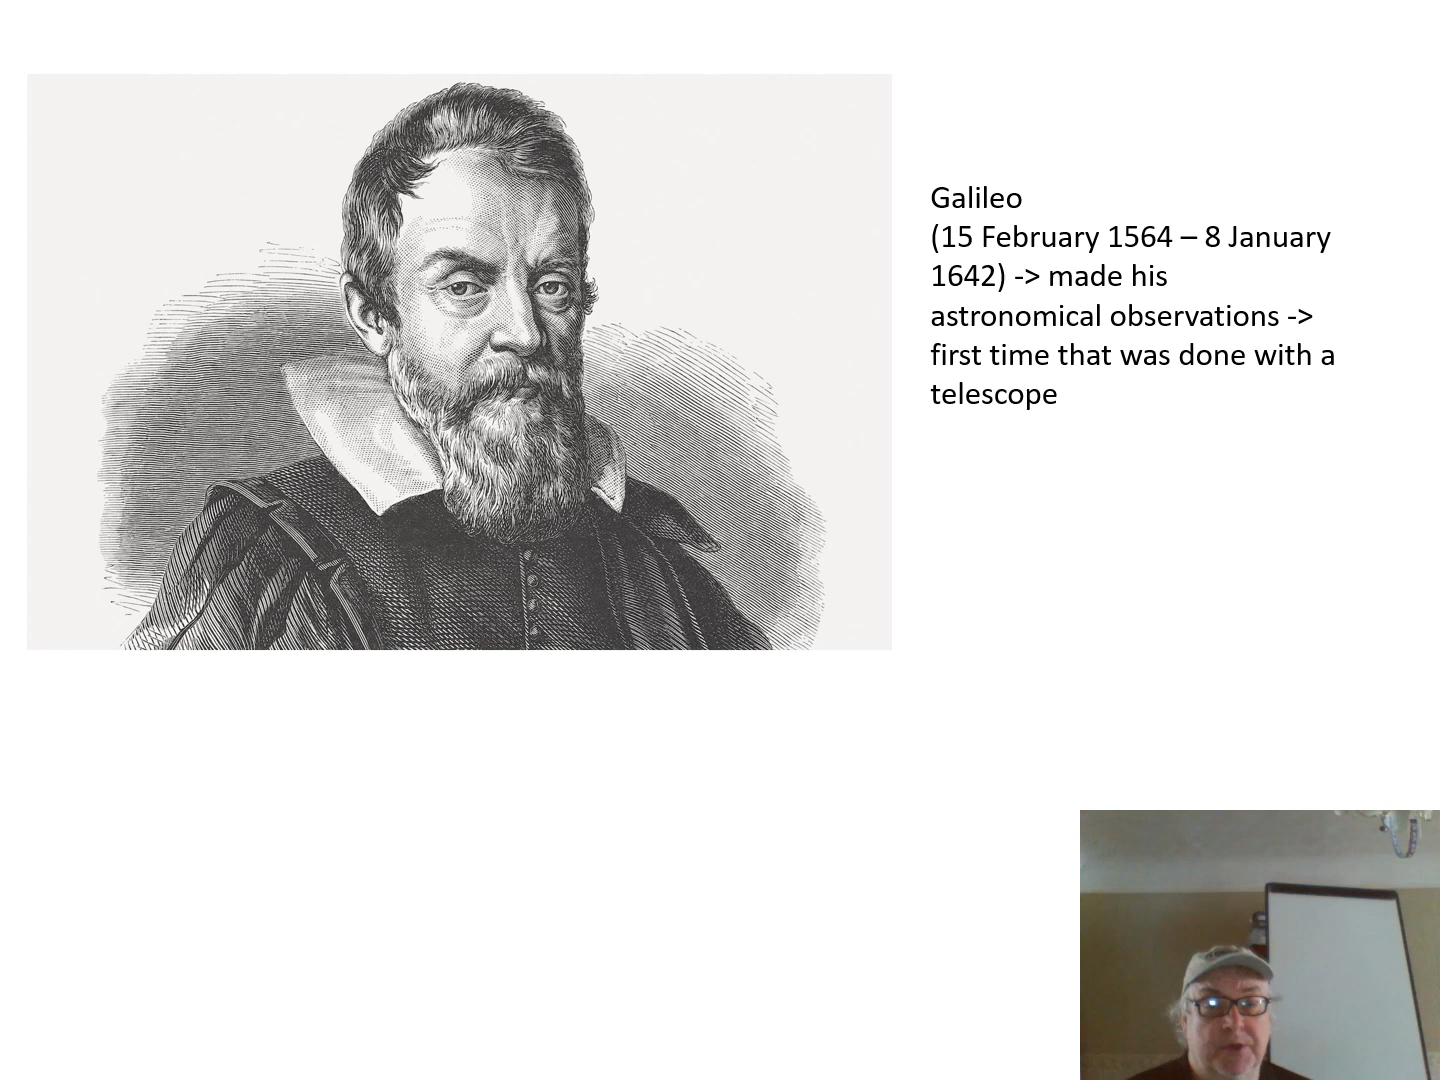 Galileo
(15 February 1564 – 8 January
1642) -> made his
astronomical observations ->
first time that was done with a
telescope